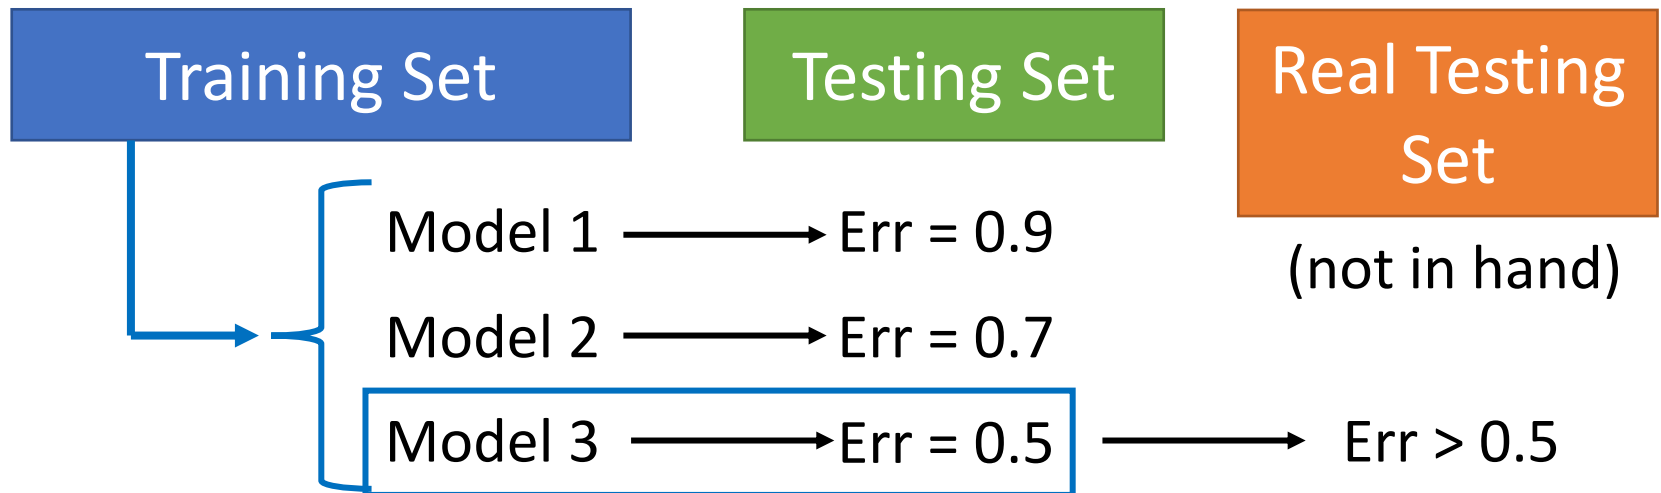 Training Set
Testing Set
Real Testing
Set
(not in hand)
Model 1
Err = 0.9
Model 2
Err = 0.7
Model 3
Err = 0.5
Err > 0.5